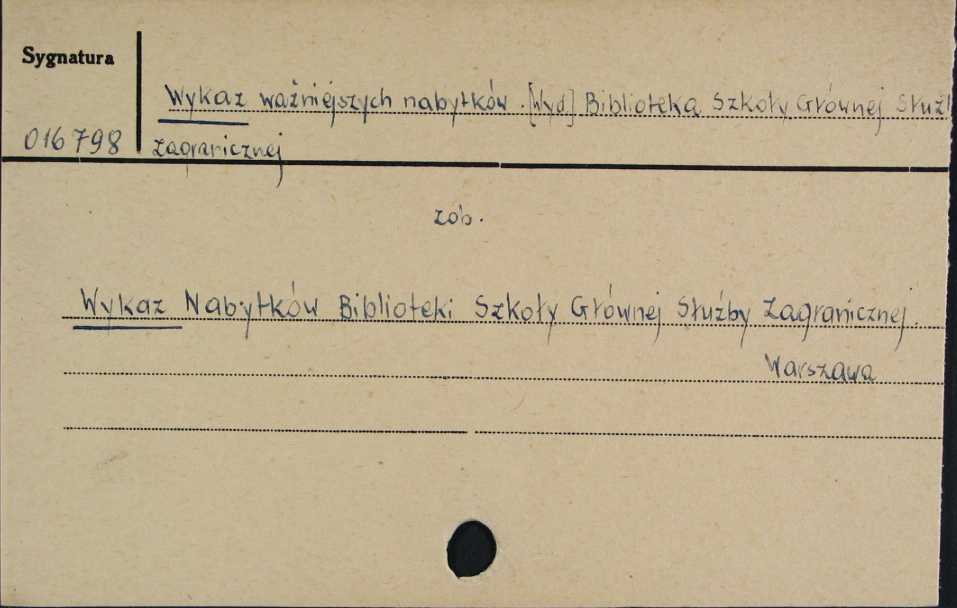 Sygnatura
Wykaz ważniejszych nabytków. [Wyd] Biblioteka Szkoły Głównej Służ
016798 zagranicznej
zob.
Wykaz Nabytków Biblioteki Szkoły Głównej Służby Zagranicznej.
Warszawa